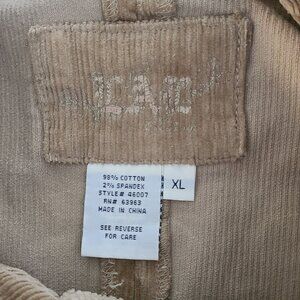 98% COTTON
2% SPANDEX
STYLE# 46007
RN# 63963
MADE IN CHINA
SEE REVERSE
FOR CARE
XL